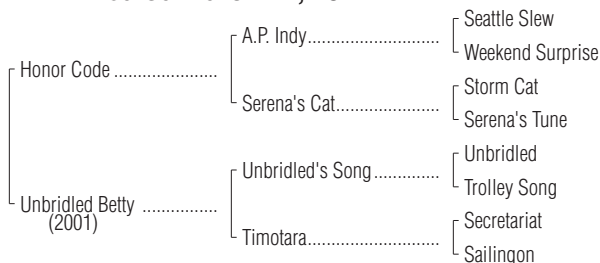 Seattle Slew
A.P. Indy
Weekend Surprise
Honor Code
Storm Cat
Serena's Cat
Serena's Tune
Unbridled
Unbridled's Song
Trolley Song
Unbridled Betty
(2001)
Secretariat
Timotara
Sailingon